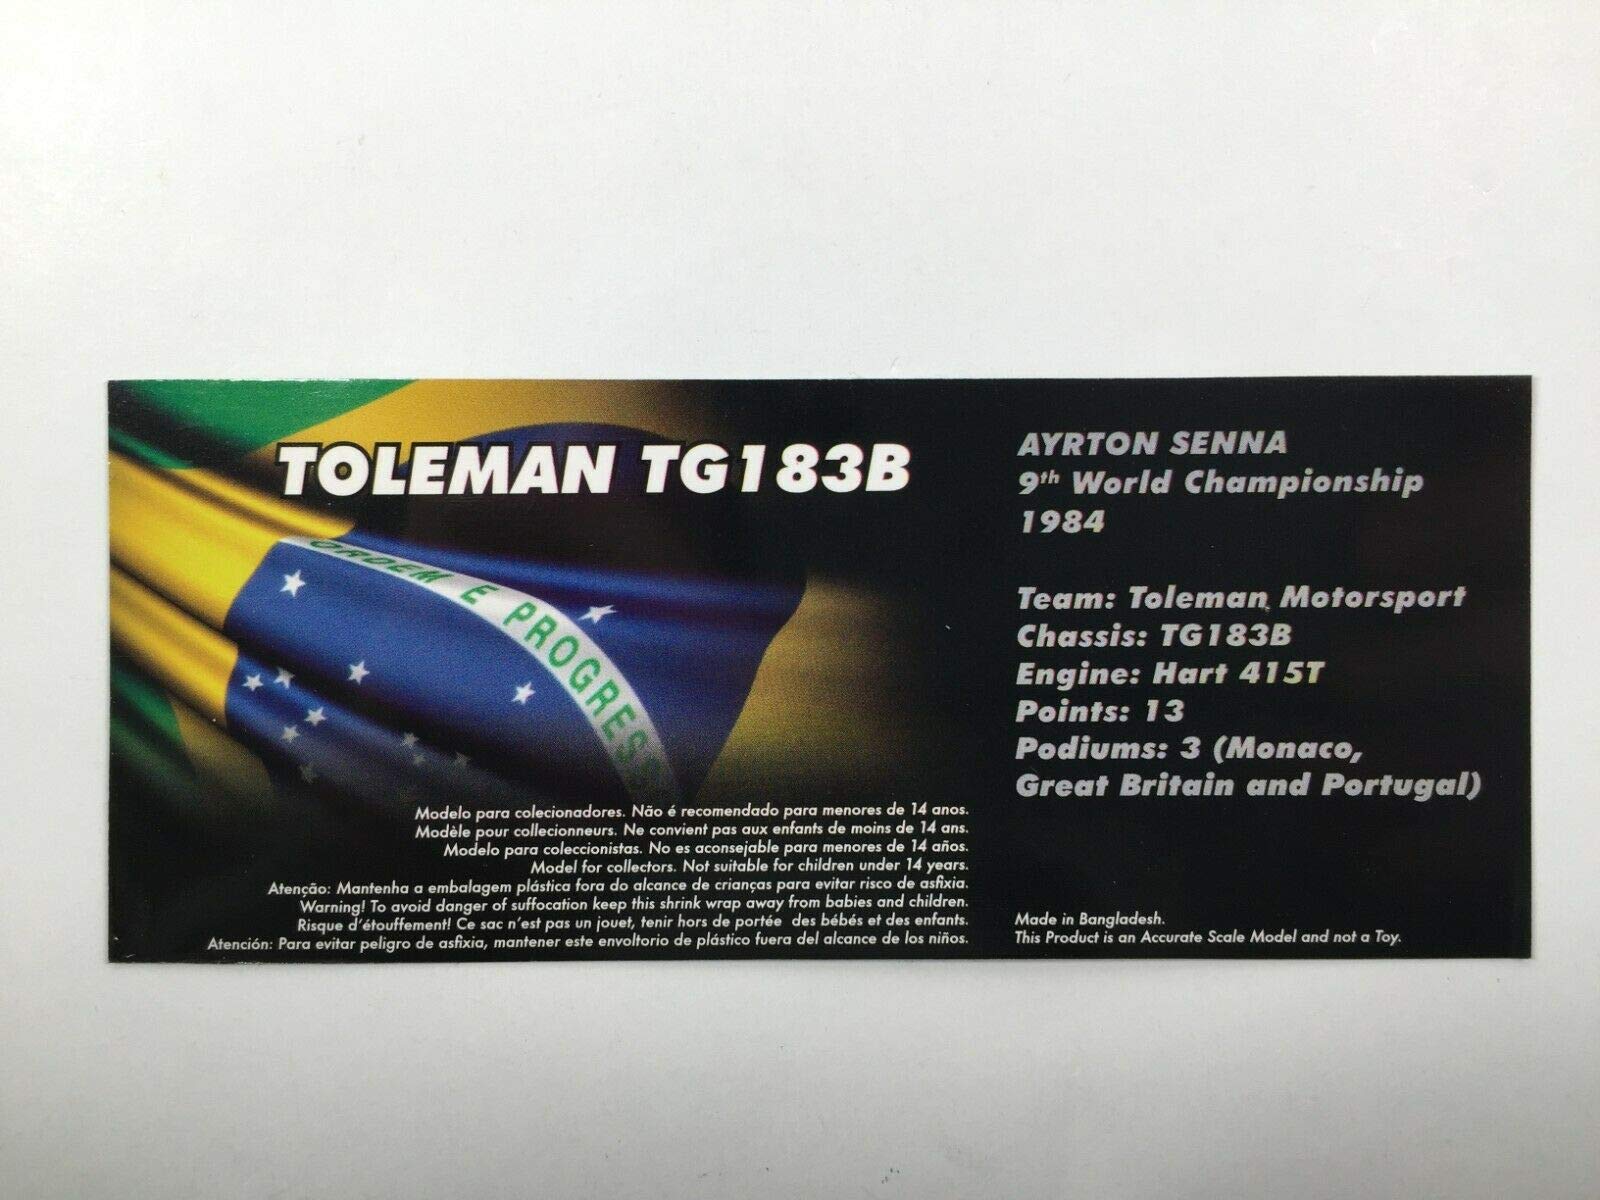 TOLEMAN TG183B
ORDEM E PROGRESS
Modelo para colecionadores. Não é recomendado para menores de 14 anos.
Modèle pour collecionneurs. Ne convient pas aux enfants de moins de 14 ans.
Modelo para coleccionistas. No es aconsejable para menores de 14 años.
Model for collectors. Not suitable for children under 14 years.
Atenção: Mantenha a embalagem plástica fora do alcance de crianças para evitar risco de asfixia.
Warning! To avoid danger of suffocation keep this shrink wrap away from babies and children.
Risque d'étouffement! Ce sac n'est pas un jouet, tenir hors de portée des bébés et des enfants.
Atención: Para evitar peligro de asfixia, mantener este envoltorio de plástico fuera del alcance de los niños.
AYRTON SENNA
9th World Championship
1984
Team: Toleman Motorsport
Chassis: TG183B
Engine: Hart 415T
Points: 13
Podiums: 3 (Monaco,
Great Britain and Portugal)
Made in Bangladesh.
This Product is an Accurate Scale Model and not a Toy.